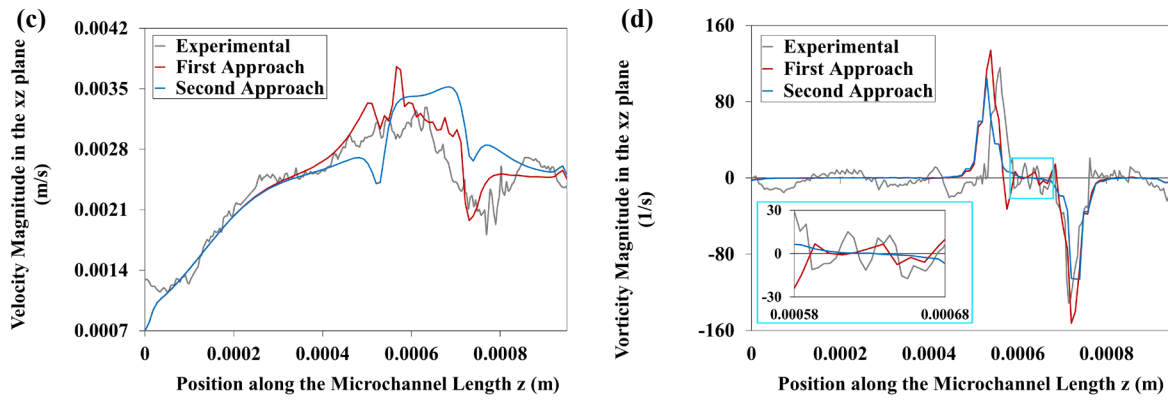 (c)
Velocity Magnitude in the xz plane
(m/s)
0.0042
0.0035
0.0028
0.0021
0.0014
0.0007
Experimental
First Approach
Second Approach
0
0.0002
0.0004
0.0006
0.0008
Position along the Microchannel Length z (m)
(d)
Vorticity Magnitude in the xz plane
(1/s)
160
80
0
-80
-160
Experimental
First Approach
Second Approach
30
0
-30
0.00058
0.00068
0
0.0002
0.0004
0.0006
0.0008
Position along the Microchannel Length z (m)